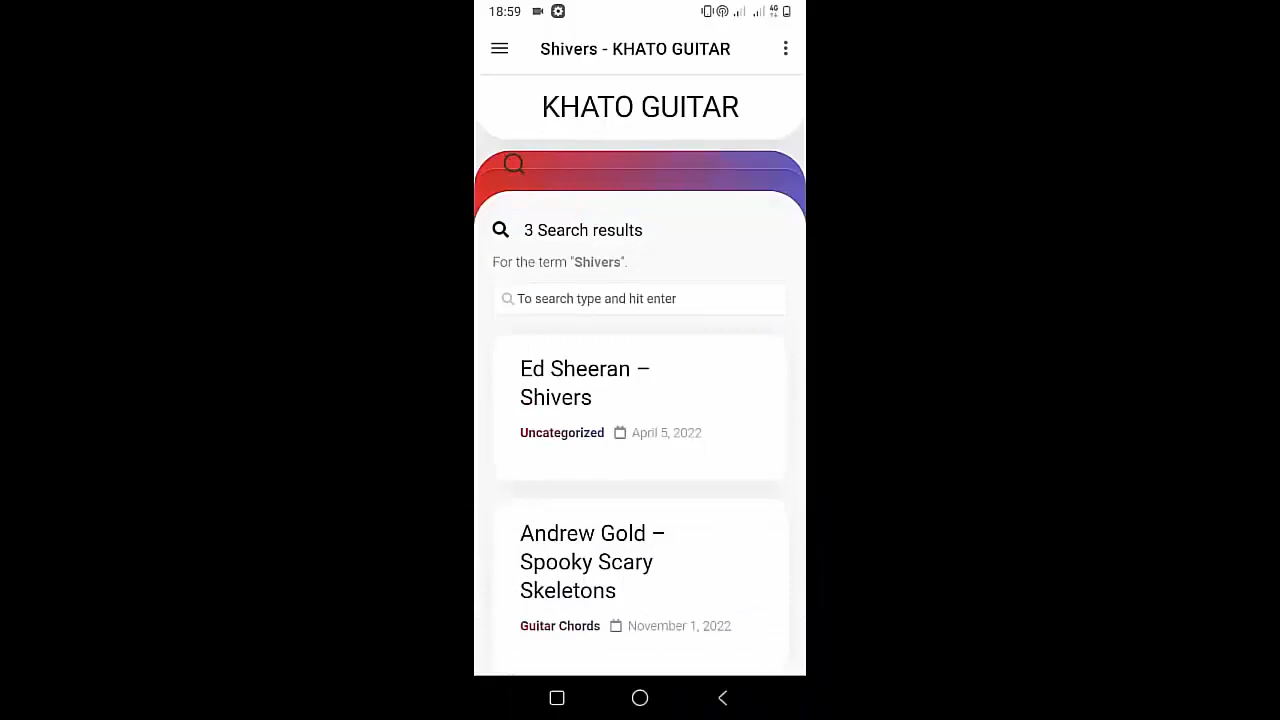 18:59
4G
Shivers - KHATO GUITAR
KHATO GUITAR
3 Search results
For the term "Shivers".
To search type and hit enter
Ed Sheeran –
Shivers
Uncategorized April 5, 2022
Andrew Gold –
Spooky Scary
Skeletons
Guitar Chords November 1, 2022